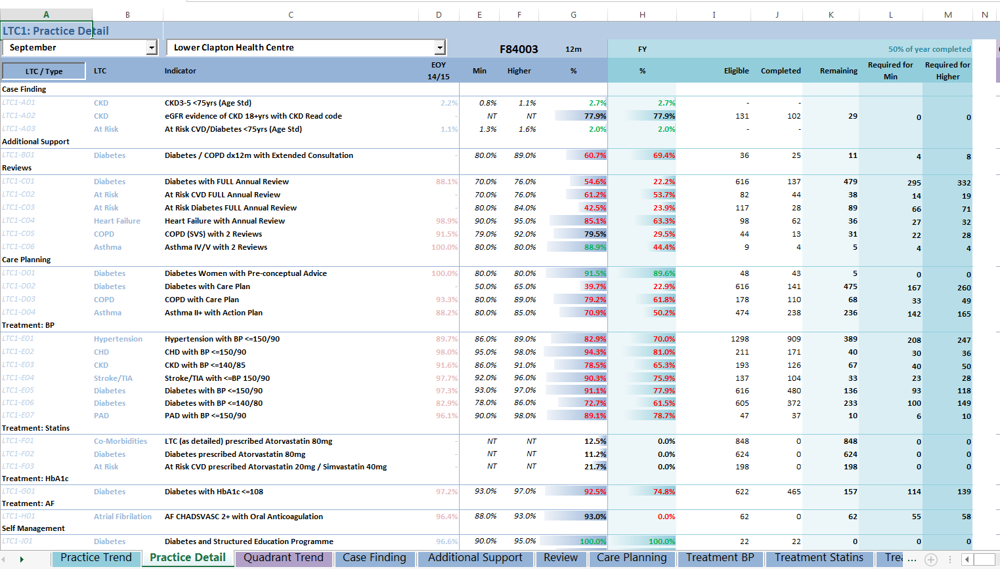 A B C D E F G H I J K L M N
LTC1: Practice Detail
September Lower Clapton Health Centre F84003 12m FY 50% of year completed
LTC / Type LTC Indicator EOY 14/15 Min Higher % % Eligible Completed Remaining Required for Min Required for Higher
Case Finding
LTC1-A01 CKD CKD3-5 <75yrs (Age Std) 2.2% 0.8% 1.1% 2.7% 2.7% - -
LTC1-A02 CKD eGFR evidence of CKD 18+yrs with CKD Read code - NT NT 77.9% 77.9% 131 102 29 0 0
LTC1-A03 At Risk At Risk CVD/Diabetes <75yrs (Age Std) 1.1% 1.3% 1.6% 2.0% 2.0% - -
Additional Support
LTC1-B01 Diabetes Diabetes / COPD dx12m with Extended Consultation - 80.0% 89.0% 60.7% 69.4% 36 25 11 4 8
Reviews
LTC1-C01 Diabetes Diabetes with FULL Annual Review 88.1% 70.0% 76.0% 54.6% 22.2% 616 137 479 295 332
LTC1-C02 At Risk At Risk CVD FULL Annual Review 70.0% 76.0% 61.2% 53.7% 82 44 38 14 19
LTC1-C03 At Risk At Risk Diabetes FULL Annual Review 80.0% 84.0% 42.5% 23.9% 117 28 89 66 71
LTC1-C04 Heart Failure Heart Failure with Annual Review 98.9% 90.0% 95.0% 85.1% 63.3% 98 62 36 27 32
LTC1-C05 COPD COPD (SVS) with 2 Reviews 91.5% 79.0% 92.0% 79.5% 29.5% 44 13 31 22 28
LTC1-C06 Asthma Asthma IV/V with 2 Reviews 100.0% 80.0% 80.0% 88.9% 44.4% 9 4 5 4 4
Care Planning
LTC1-D01 Diabetes Diabetes Women with Pre-conceptual Advice 100.0% 80.0% 80.0% 91.5% 89.6% 48 43 5 0 0
LTC1-D02 Diabetes Diabetes with Care Plan - 50.0% 65.0% 39.7% 22.9% 616 141 475 167 260
LTC1-D03 COPD COPD with Care Plan 93.3% 80.0% 89.0% 79.2% 61.8% 178 110 68 33 49
LTC1-D04 Asthma Asthma II+ with Action Plan 88.2% 80.0% 85.0% 70.9% 50.2% 474 238 236 142 165
Treatment: BP
LTC1-E01 Hypertension Hypertension with BP <=150/90 89.7% 86.0% 89.0% 82.9% 70.0% 1298 909 389 208 247
LTC1-E02 CHD CHD with BP <=150/90 98.0% 95.0% 98.0% 94.3% 81.0% 211 171 40 30 36
LTC1-E03 CKD CKD with BP <=140/85 91.6% 86.0% 91.0% 78.5% 65.3% 193 126 67 40 50
LTC1-E04 Stroke/TIA Stroke/TIA with <=BP 150/90 97.7% 92.0% 96.0% 90.3% 75.9% 137 104 33 23 28
LTC1-E05 Diabetes Diabetes with BP <=150/90 97.3% 93.0% 97.0% 91.1% 77.9% 616 480 136 93 118
LTC1-E06 Diabetes Diabetes with BP <=140/80 82.9% 78.0% 86.0% 72.7% 61.5% 605 372 233 100 149
LTC1-E07 PAD PAD with BP <=150/90 96.1% 90.0% 98.0% 89.1% 78.7% 47 37 10 6 10
Treatment: Statins
LTC1-F01 Co-Morbidities LTC (as detailed) prescribed Atorvastatin 80mg - NT NT 12.5% 0.0% 848 0 848 0 0
LTC1-F02 Diabetes Diabetes prescribed Atorvastatin 80mg - NT NT 11.2% 0.0% 624 0 624 0 0
LTC1-F03 At Risk At Risk CVD prescribed Atorvastatin 20mg / Simvastatin 40mg - NT NT 21.7% 0.0% 198 0 198 0 0
Treatment: HbA1c
LTC1-G01 Diabetes Diabetes with HbA1c <=108 97.2% 93.0% 97.0% 92.5% 74.8% 622 465 157 114 139
Treatment: AF
LTC1-H01 Atrial Fibrilation AF CHADSVASC 2+ with Oral Anticoagulation 96.4% 88.0% 93.0% 93.0% 0.0% 62 0 62 55 58
Self Management
LTC1-J01 Diabetes Diabetes and Structured Education Programme 96.6% 90.0% 95.0% 100.0% 100.0% 22 22 0 0 0
Practice Trend Practice Detail Quadrant Trend Case Finding Additional Support Review Care Planning Treatment BP Treatment Statins Trea ...